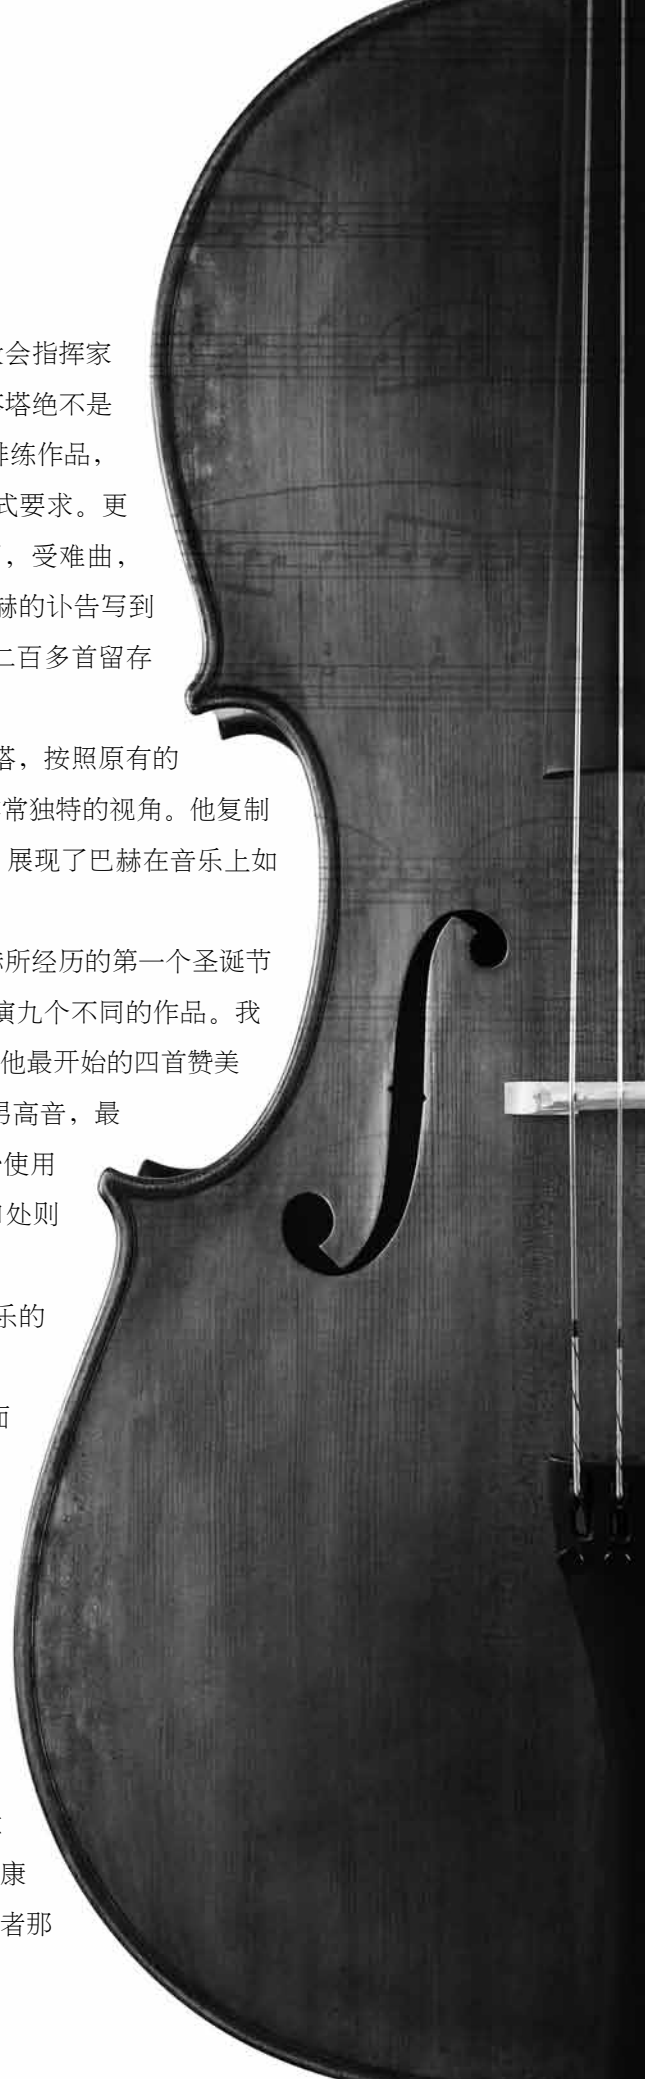 会指挥家
塔绝不是
排练作品，
式要求。更
，受难曲，
赫的讣告写到
二百多首留存
塔，按照原有的
常独特的视角。他复制
展现了巴赫在音乐上如
所经历的第一个圣诞节
演九个不同的作品。我
他最开始的四首赞美
男高音，最
使用
处则
乐的
康
者那